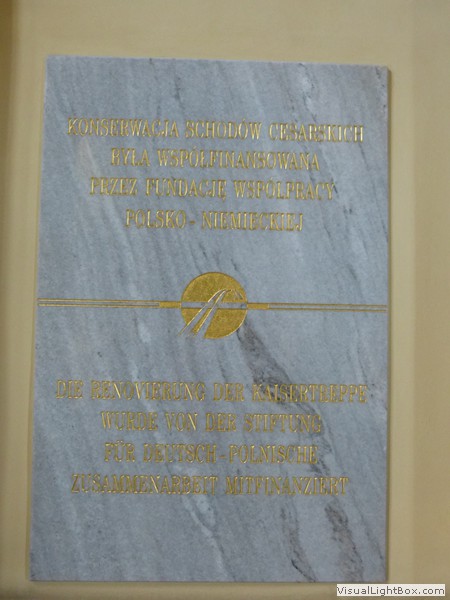 KONSERWACJA SCHODÓW CESARSKICH
BYŁA WSPÓŁFINANSOWANA
PRZEZ FUNDACJĘ WSPÓŁPRACY
POLSKO - NIEMIECKIEJ
DIE RENOVIERUNG DER KAISERTREPPE
WURDE VON DER STIFTUNG
FÜR DEUTSCH - POLNISCHE
ZUSAMMENARBEIT MITFINANZIERT
VisualLightBox.com